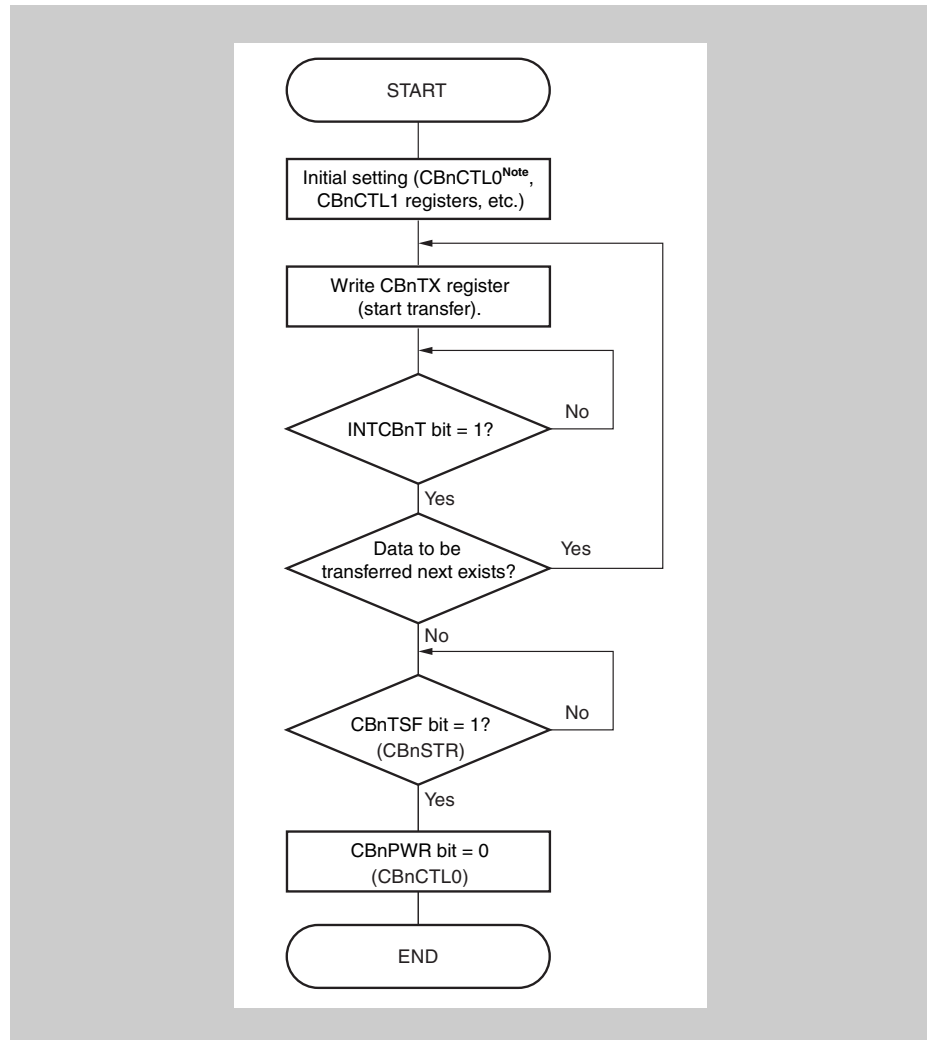 START
Initial setting (CBnCTL0Note,
CBnCTL1 registers, etc.)
Write CBnTX register
(start transfer).
No
INTCBnT bit = 1?
Yes
Data to be
Yes
transferred next exists?
No
No
CBnTSF bit = 1?
(CBnSTR)
Yes
CBnPWR bit = 0
(CBnCTL0)
END